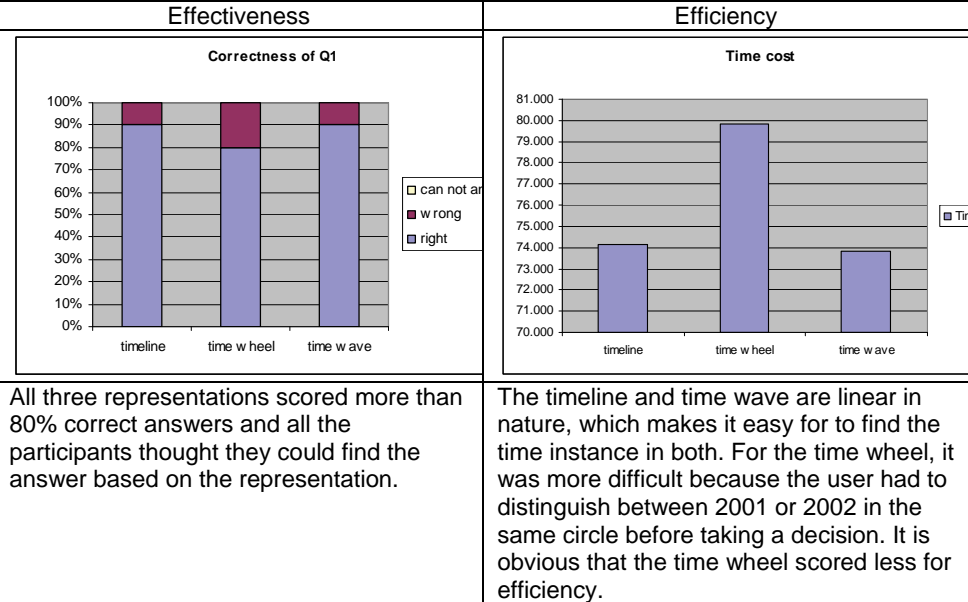 Effectiveness
Efficiency
Correctness of Q1
100%
90%
80%
70%
60%
50%
40%
30%
20%
10%
0%
timeline
time w heel
time w ave
can not an
w rong
right
Time cost
81.000
80.000
79.000
78.000
77.000
76.000
75.000
74.000
73.000
72.000
71.000
70.000
timeline
time w heel
time w ave
Tim
All three representations scored more than
80% correct answers and all the
participants thought they could find the
answer based on the representation.
The timeline and time wave are linear in
nature, which makes it easy for to find the
time instance in both. For the time wheel, it
was more difficult because the user had to
distinguish between 2001 or 2002 in the
same circle before taking a decision. It is
obvious that the time wheel scored less for
efficiency.